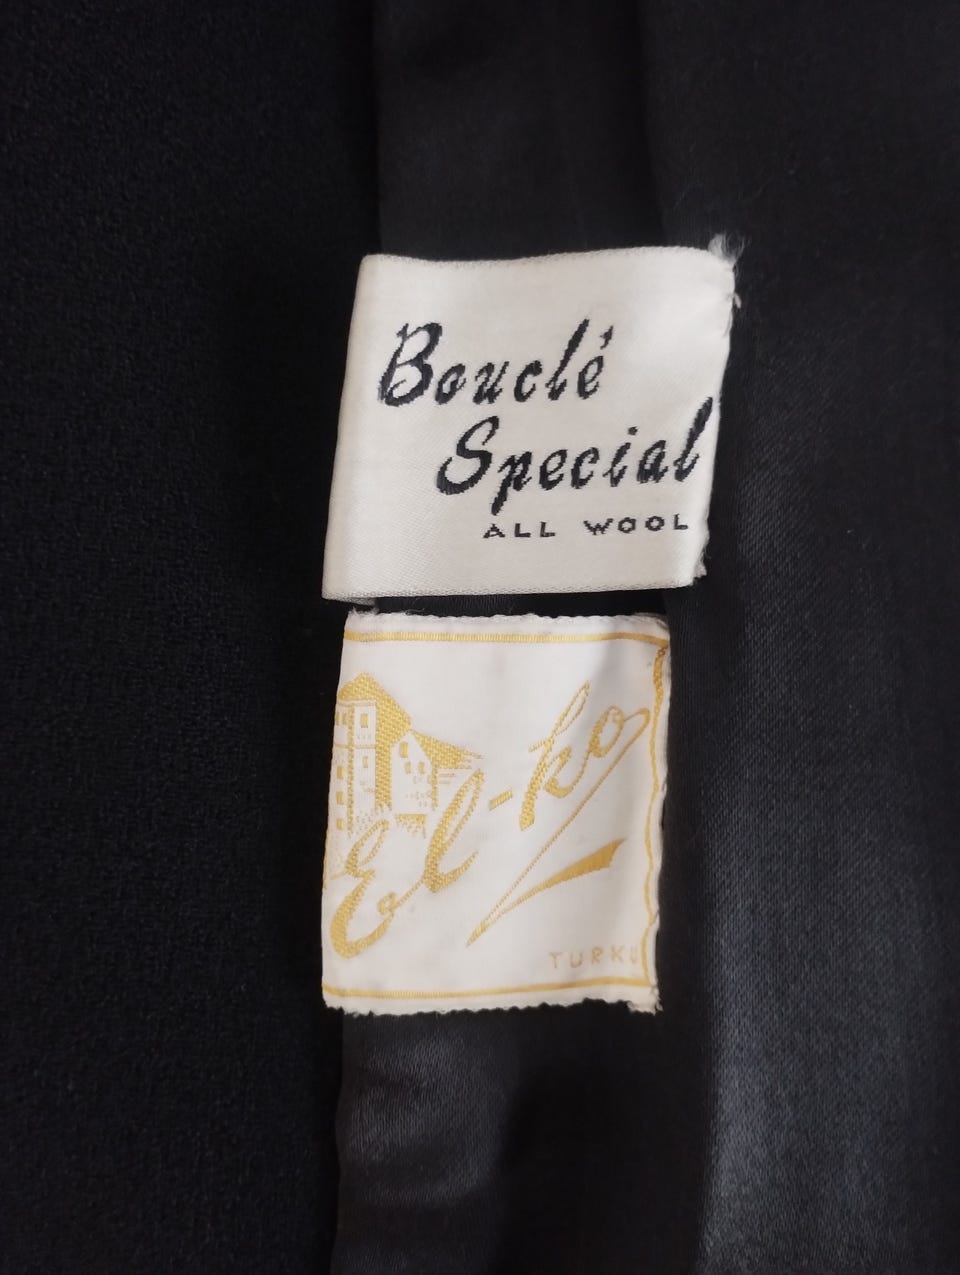 Bouclé
Special
ALL WOOL
El-ko
TURKU